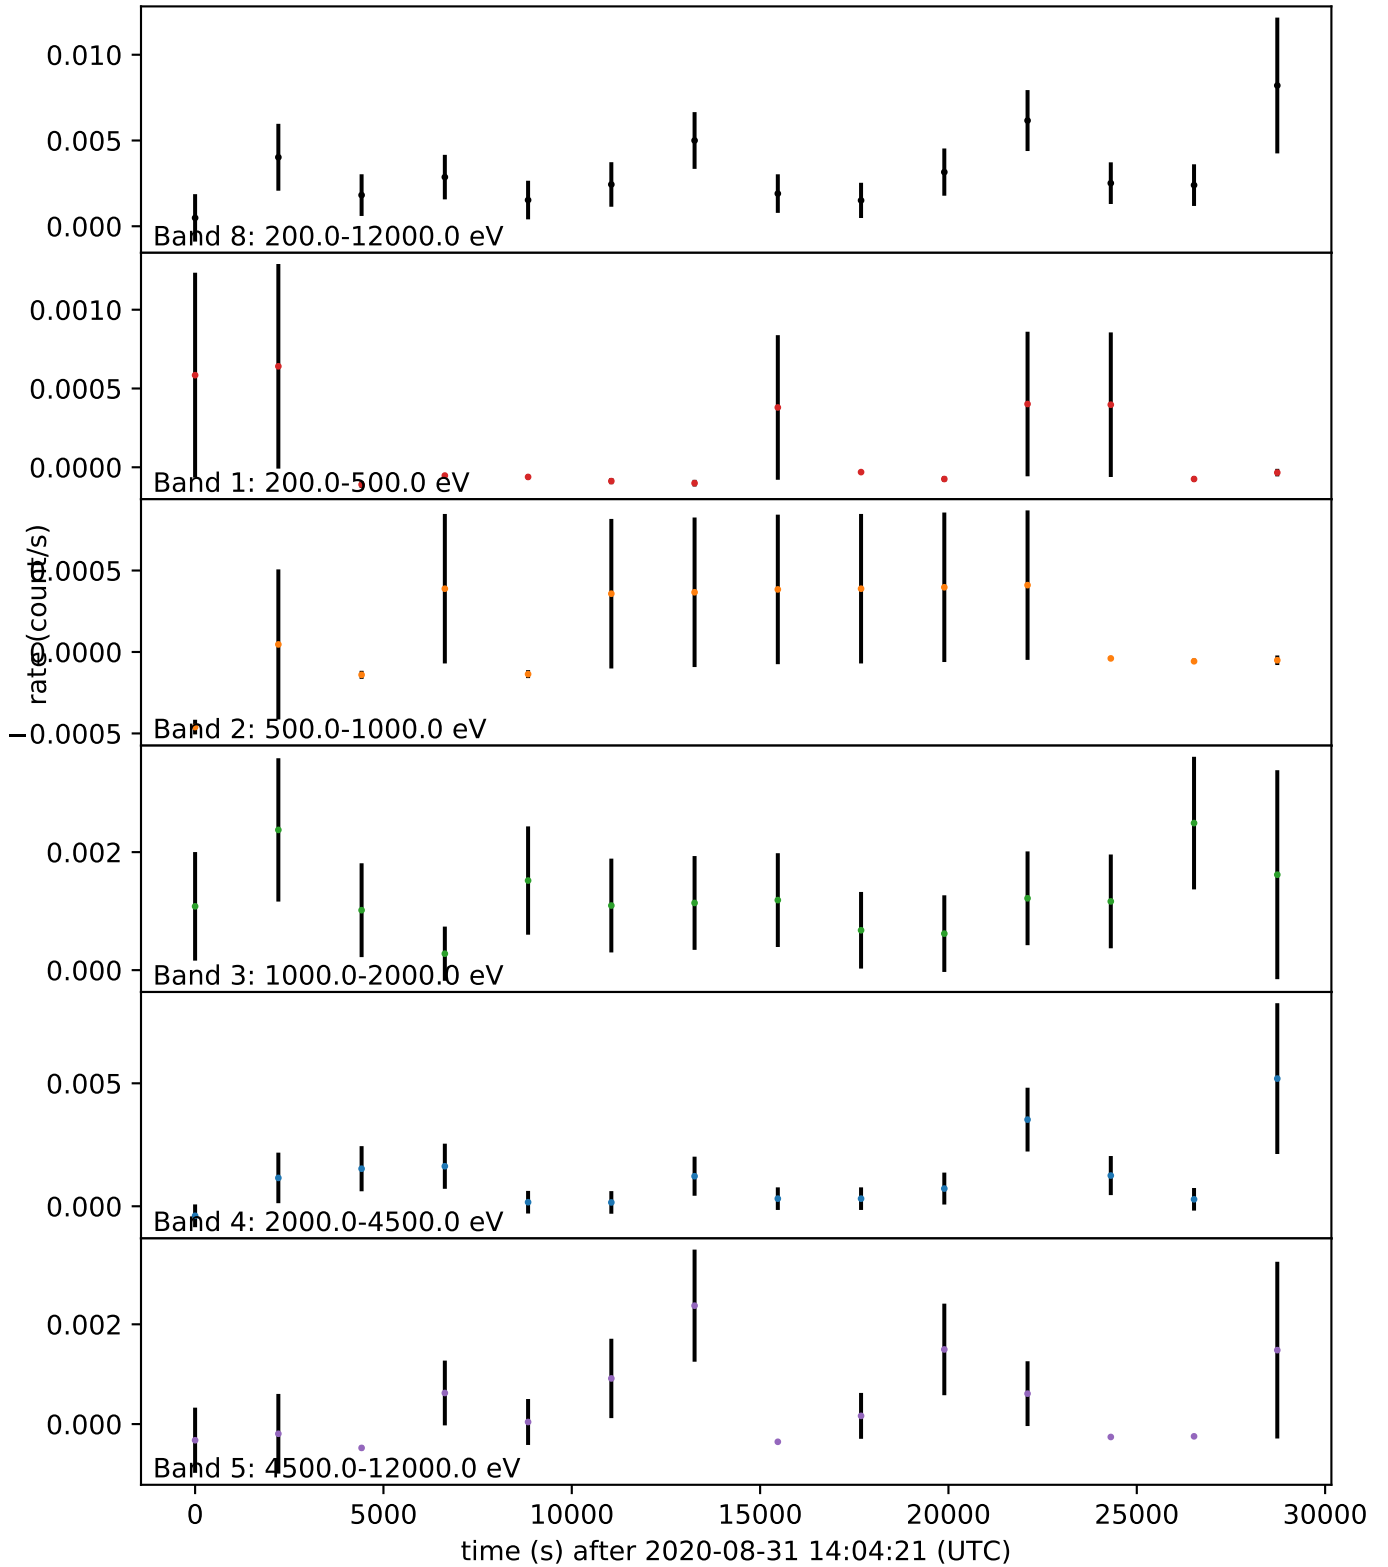 0.010
0.005
0.000
Band 8: 200.0-12000.0 eV
0.0010
0.0005
0.0000
Band 1: 200.0-500.0 eV
rate (count/s)
0.0005
0.0000
−0.0005
Band 2: 500.0-1000.0 eV
0.002
0.000
Band 3: 1000.0-2000.0 eV
0.005
0.000
Band 4: 2000.0-4500.0 eV
0.002
0.000
Band 5: 4500.0-12000.0 eV
0 5000 10000 15000 20000 25000 30000
time (s) after 2020-08-31 14:04:21 (UTC)